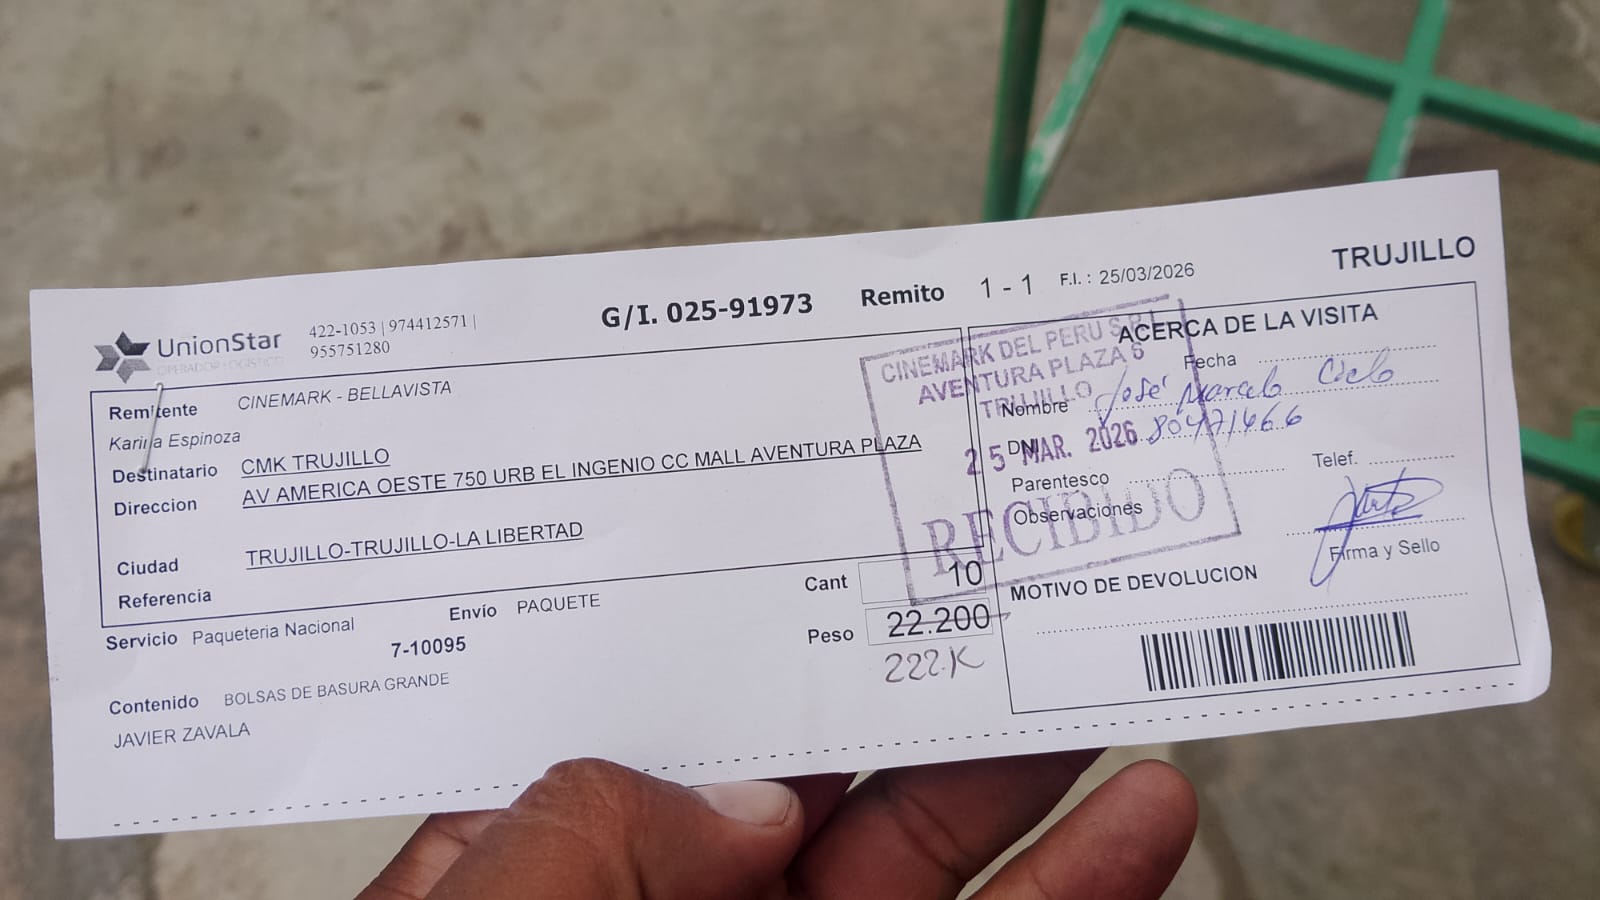 TRUJILLO
UnionStar
OPERADOR LOGISTICO
422-1053 | 974412571 |
955751280
G/I. 025-91973
Remito 1 - 1 F.I. : 25/03/2026
Remitente CINEMARK - BELLAVISTA
Karina Espinoza
Destinatario CMK TRUJILLO
Direccion AV AMERICA OESTE 750 URB EL INGENIO CC MALL AVENTURA PLAZA
Ciudad TRUJILLO-TRUJILLO-LA LIBERTAD
Referencia
Servicio Paqueteria Nacional
Envío PAQUETE
7-10095
Cant 10
Peso 22.200
222.K
Contenido BOLSAS DE BASURA GRANDE
JAVIER ZAVALA
CINEMARK DEL PERU S.R.L
AVENTURA PLAZA 6
TRUJILLO
25 MAR. 2026
RECIBIDO
ACERCA DE LA VISITA
Fecha
Nombre José Marcelo
DNI 80471466
Parentesco
Telef.
Observaciones
Firma y Sello
MOTIVO DE DEVOLUCION